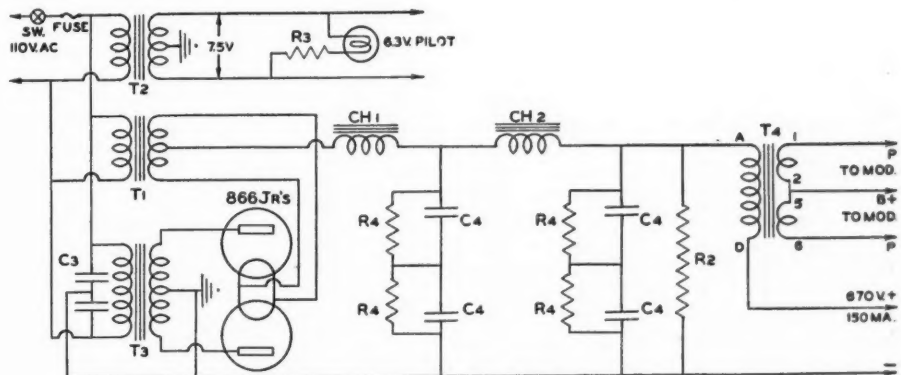 SW. FUSE
110V.AC
T2
7.5V
R3
6.3V. PILOT
T1
CH1
CH2
A T4 1
P
TO MOD.
2
B+
5
TO MOD.
D 6
P
866 JR'S
R4 C4
R4 C4
R2
C3
R4 C4
R4 C4
670 V.+
150 MA.
T3
−